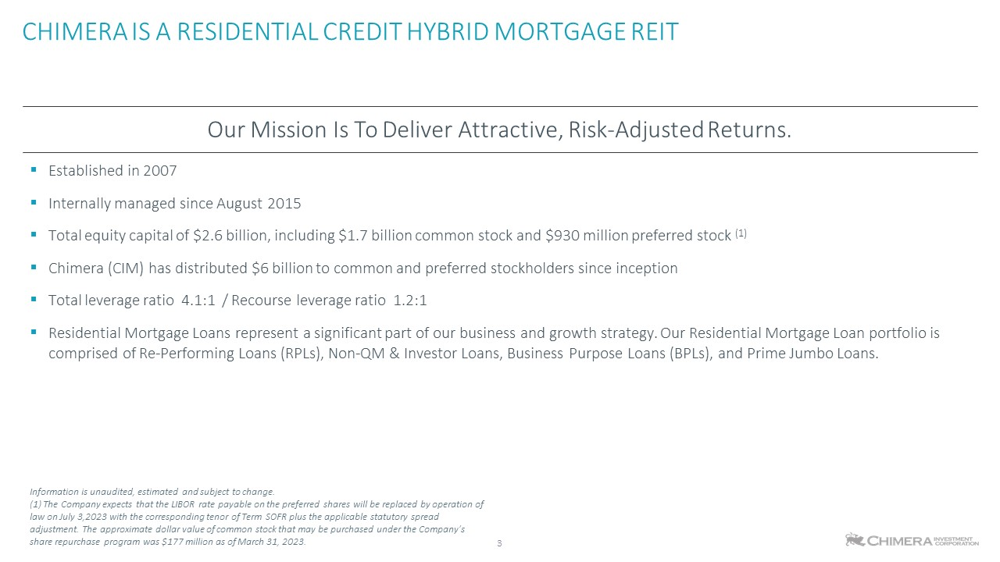 CHIMERA IS A RESIDENTIAL CREDIT HYBRID MORTGAGE REIT
Our Mission Is To Deliver Attractive, Risk-Adjusted Returns.
▪ Established in 2007
▪ Internally managed since August 2015
▪ Total equity capital of $2.6 billion, including $1.7 billion common stock and $930 million preferred stock (1)
▪ Chimera (CIM) has distributed $6 billion to common and preferred stockholders since inception
▪ Total leverage ratio 4.1:1 / Recourse leverage ratio 1.2:1
▪ Residential Mortgage Loans represent a significant part of our business and growth strategy. Our Residential Mortgage Loan portfolio is
comprised of Re-Performing Loans (RPLs), Non-QM & Investor Loans, Business Purpose Loans (BPLs), and Prime Jumbo Loans.
Information is unaudited, estimated and subject to change.
(1) The Company expects that the LIBOR rate payable on the preferred shares will be replaced by operation of
law on July 3,2023 with the corresponding tenor of Term SOFR plus the applicable statutory spread
adjustment. The approximate dollar value of common stock that may be purchased under the Company's
share repurchase program was $177 million as of March 31, 2023.
3
CHIMERA INVESTMENT
CORPORATION